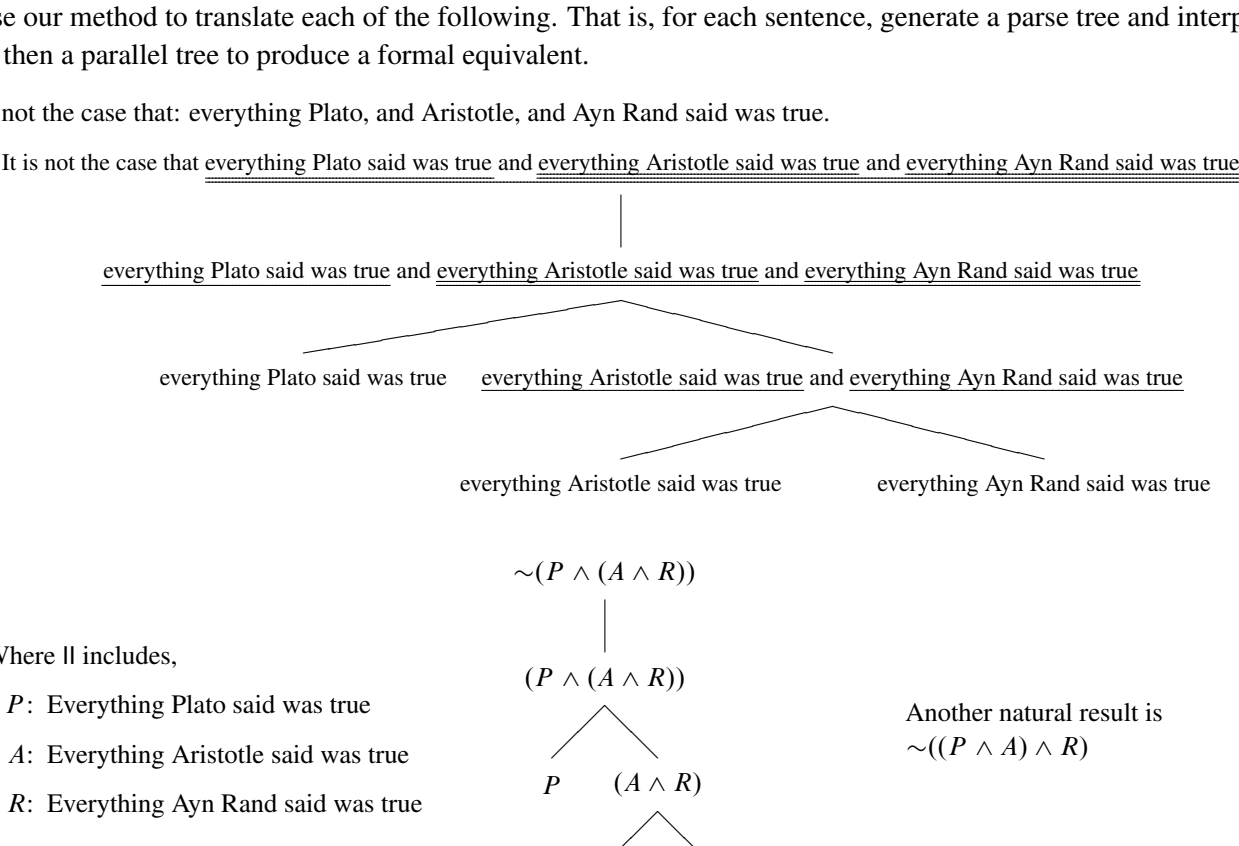 se our method to translate each of the following. That is, for each sentence, generate a parse tree and interp
then a parallel tree to produce a formal equivalent.
not the case that: everything Plato, and Aristotle, and Ayn Rand said was true.
It is not the case that everything Plato said was true and everything Aristotle said was true and everything Ayn Rand said was true
everything Plato said was true and everything Aristotle said was true and everything Ayn Rand said was true
everything Plato said was true everything Aristotle said was true and everything Ayn Rand said was true
everything Aristotle said was true everything Ayn Rand said was true
∼(P ∧ (A ∧ R))
Where II includes,
(P ∧ (A ∧ R))
P: Everything Plato said was true
Another natural result is
∼((P ∧ A) ∧ R)
A: Everything Aristotle said was true
P (A ∧ R)
R: Everything Ayn Rand said was true